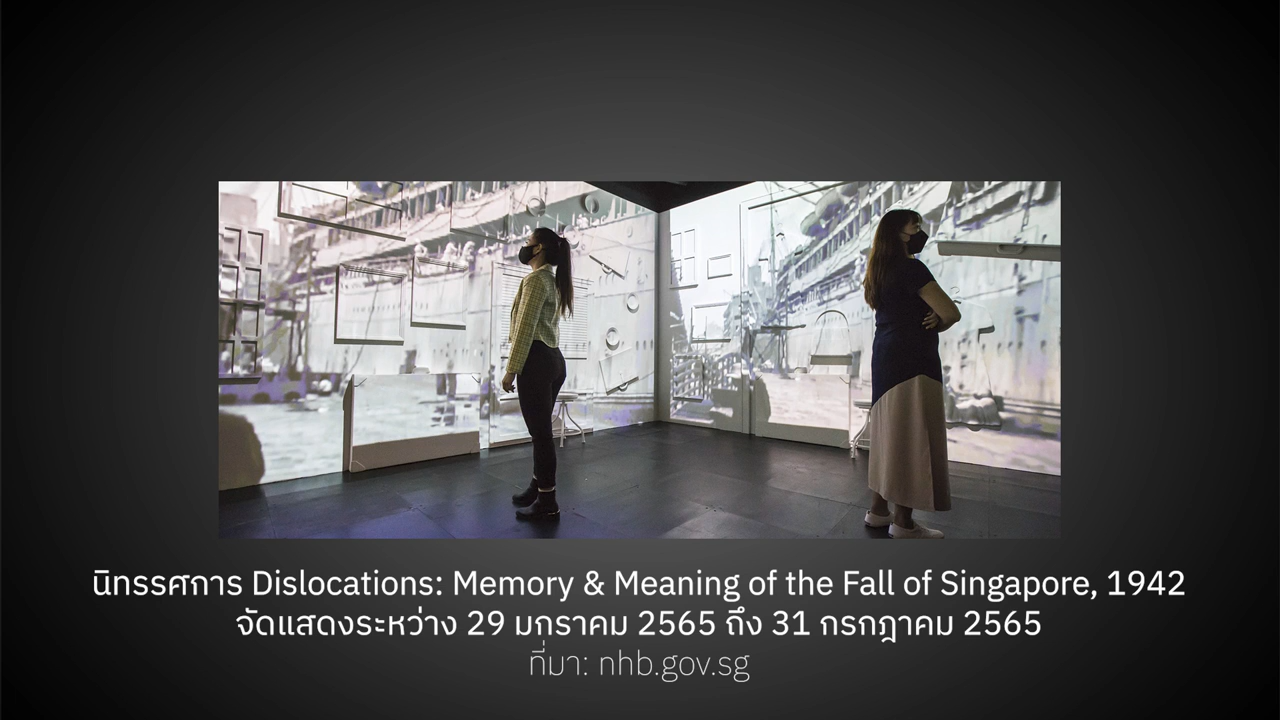 นิทรรศการ Dislocations: Memory & Meaning of the Fall of Singapore, 1942
จัดแสดงระหว่าง 29 มกราคม 2565 ถึง 31 กรกฎาคม 2565
ที่มา: nhb.gov.sg